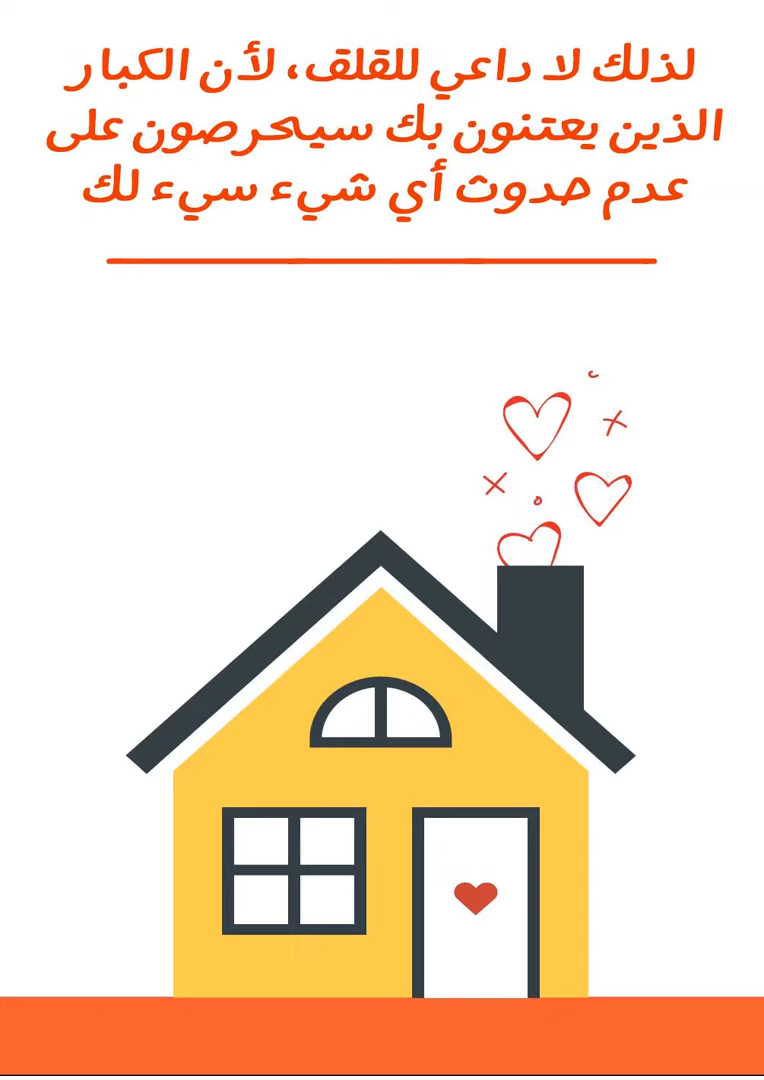 لذلك لا داعي للقلق، لأن الكبار
الذين يعتنون بك سيحرصون على
عدم حدوث أي شيء سيء لك